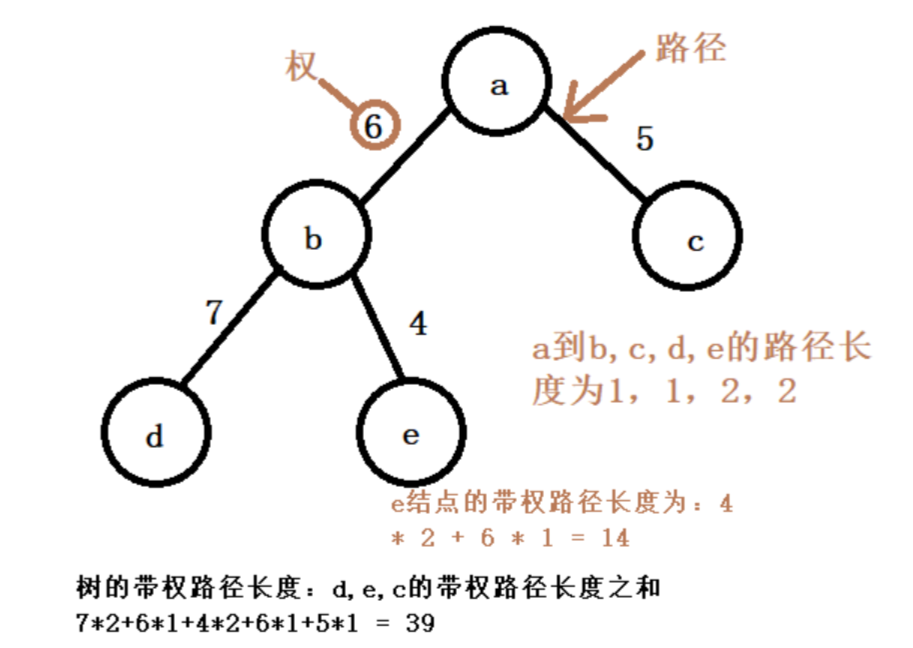 权
路径
a
6
5
b
c
7
4
a到b,c,d,e的路径长
度为1, 1, 2, 2
d
e
e结点的带权路径长度为: 4
* 2 + 6 * 1 = 14
树的带权路径长度: d,e,c的带权路径长度之和
7*2+6*1+4*2+6*1+5*1 = 39